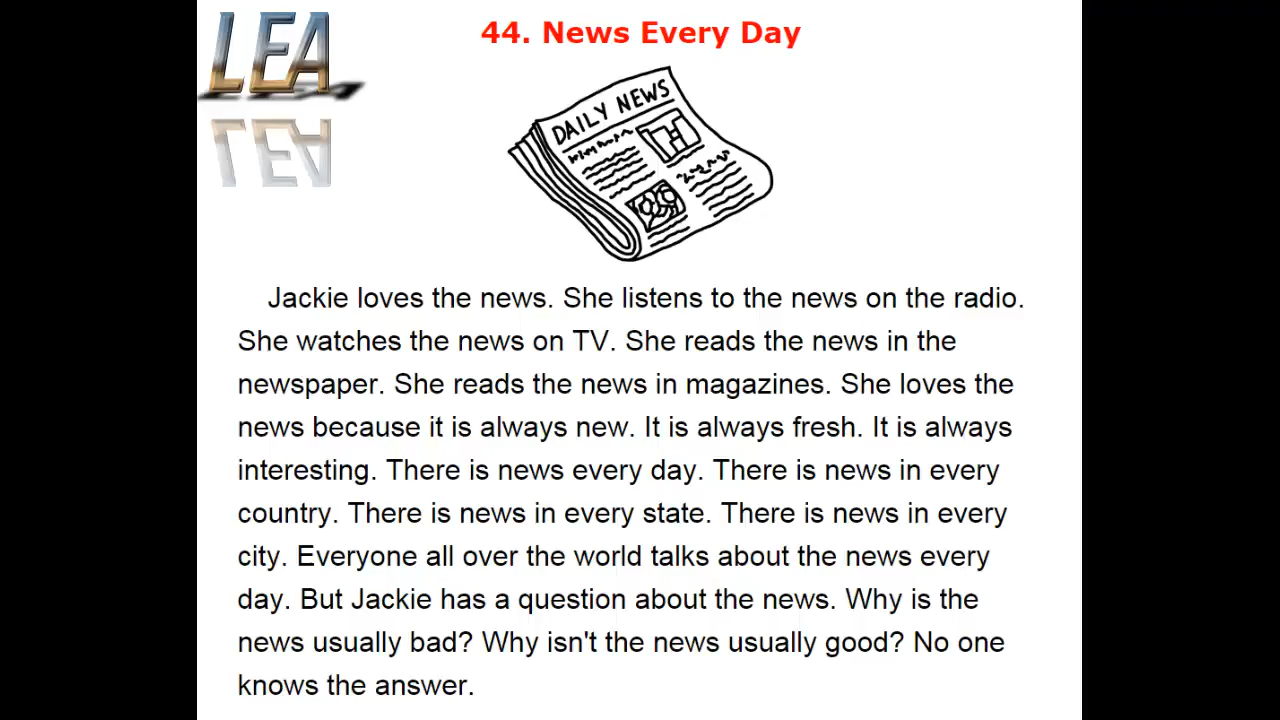 LEA
44. News Every Day
DAILY NEWS
Jackie loves the news. She listens to the news on the radio.
She watches the news on TV. She reads the news in the
newspaper. She reads the news in magazines. She loves the
news because it is always new. It is always fresh. It is always
interesting. There is news every day. There is news in every
country. There is news in every state. There is news in every
city. Everyone all over the world talks about the news every
day. But Jackie has a question about the news. Why is the
news usually bad? Why isn't the news usually good? No one
knows the answer.